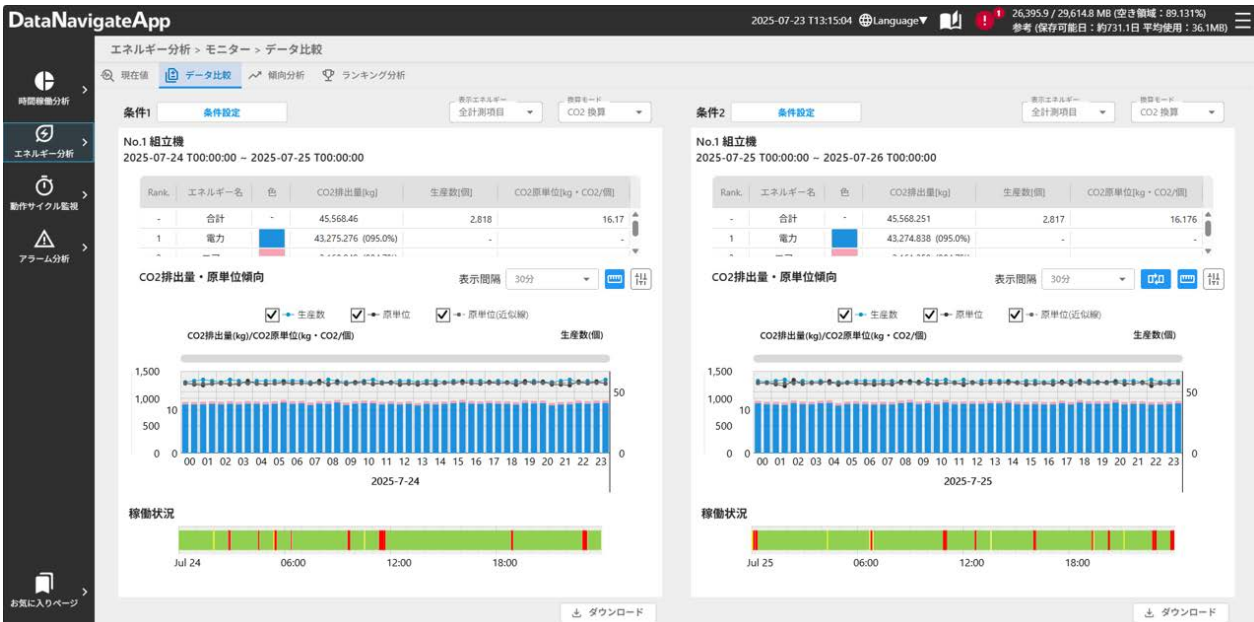 DataNavigateApp
2025-07-23 T13:15:04 Language▼ ! 1 26,395.9 / 29,614.8 MB (空き領域：89.131%)
参考 (保存可能日：約731.1日 平均使用：36.1MB)
エネルギー分析 > モニター > データ比較
現在値 データ比較 傾向分析 ランキング分析
時間稼働分析
エネルギー分析
動作サイクル監視
アラーム分析
お気に入りページ
条件1 条件設定
表示エネルギー 換算モード
全計測項目 CO2 換算
No.1 組立機
2025-07-24 T00:00:00 ~ 2025-07-25 T00:00:00
Rank. エネルギー名 色 CO2排出量[kg] 生産数[個] CO2原単位[kg・CO2/個]
- 合計 - 45,568.46 2,818 16.17
1 電力 43,275.276 (095.0%) - -
CO2排出量・原単位傾向
表示間隔 30分
生産数 原単位 原単位(近似線)
CO2排出量(kg)/CO2原単位(kg・CO2/個) 生産数(個)
1,500
1,000 10 50
500
0 0 0
00 01 02 03 04 05 06 07 08 09 10 11 12 13 14 15 16 17 18 19 20 21 22 23
2025-7-24
稼働状況
Jul 24 06:00 12:00 18:00
ダウンロード
条件2 条件設定
表示エネルギー 換算モード
全計測項目 CO2 換算
No.1 組立機
2025-07-25 T00:00:00 ~ 2025-07-26 T00:00:00
Rank. エネルギー名 色 CO2排出量[kg] 生産数[個] CO2原単位[kg・CO2/個]
- 合計 - 45,568.251 2,817 16.176
1 電力 43,274.838 (095.0%) - -
CO2排出量・原単位傾向
表示間隔 30分
生産数 原単位 原単位(近似線)
CO2排出量(kg)/CO2原単位(kg・CO2/個) 生産数(個)
1,500
1,000 10 50
500
0 0 0
00 01 02 03 04 05 06 07 08 09 10 11 12 13 14 15 16 17 18 19 20 21 22 23
2025-7-25
稼働状況
Jul 25 06:00 12:00 18:00
ダウンロード